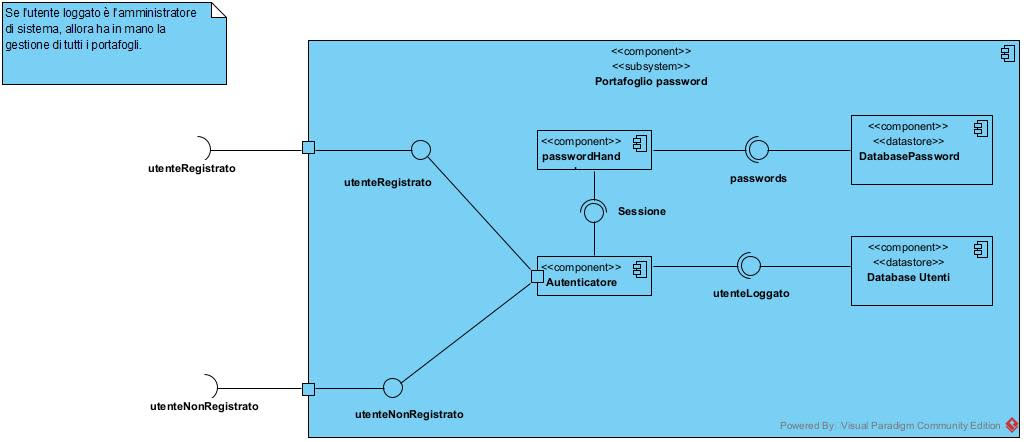 Se l'utente loggato è l'amministratore
di sistema, allora ha in mano la
gestione di tutti i portafogli.
<<component>>
<<subsystem>>
Portafoglio password
utenteRegistrato
utenteRegistrato
<<component>>
passwordHand
passwords
<<component>>
<<datastore>>
DatabasePassword
Sessione
<<component>>
Autenticatore
utenteLoggato
<<component>>
<<datastore>>
Database Utenti
utenteNonRegistrato
utenteNonRegistrato
Powered By: Visual Paradigm Community Edition